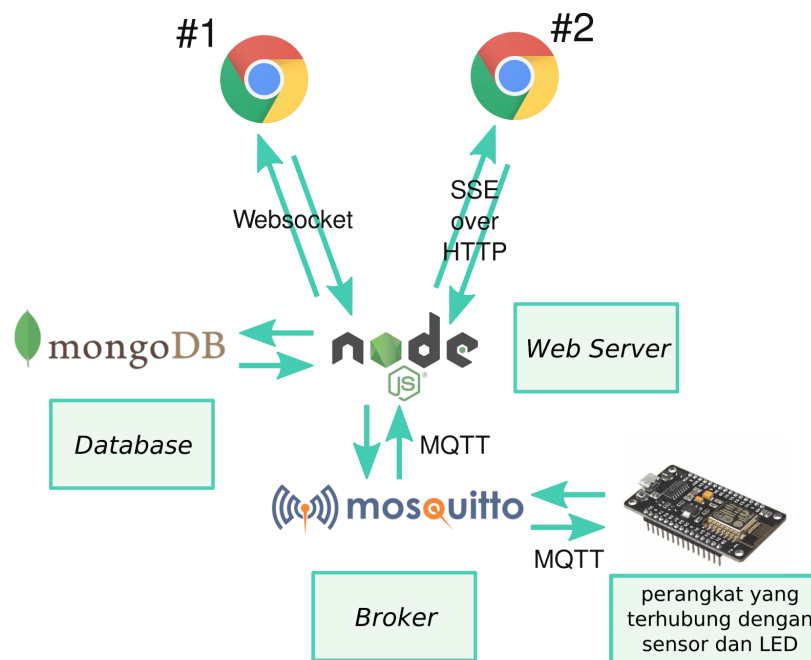 #1
#2
Websocket
SSE
over
HTTP
mongoDB
node
JS
®
Web Server
Database
MQTT
mosquitto
MQTT
Broker
perangkat yang
terhubung dengan
sensor dan LED